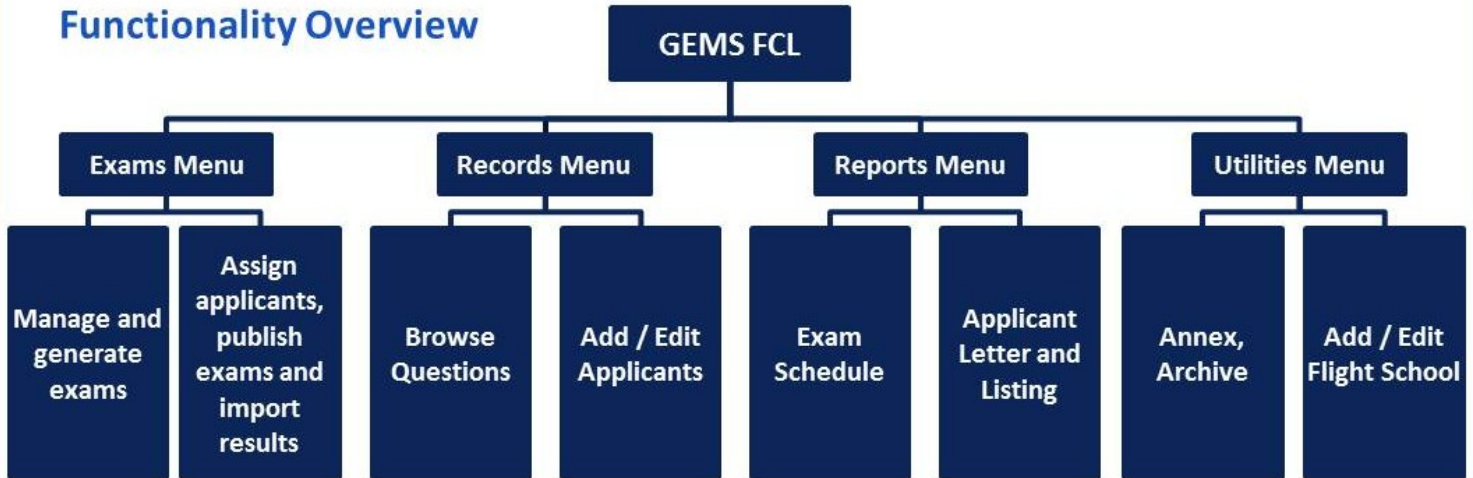 Functionality Overview
GEMS FCL
Exams Menu
Records Menu
Reports Menu
Utilities Menu
Manage and
generate
exams
Assign
applicants,
publish
exams and
import
results
Browse
Questions
Add / Edit
Applicants
Exam
Schedule
Applicant
Letter and
Listing
Annex,
Archive
Add / Edit
Flight School